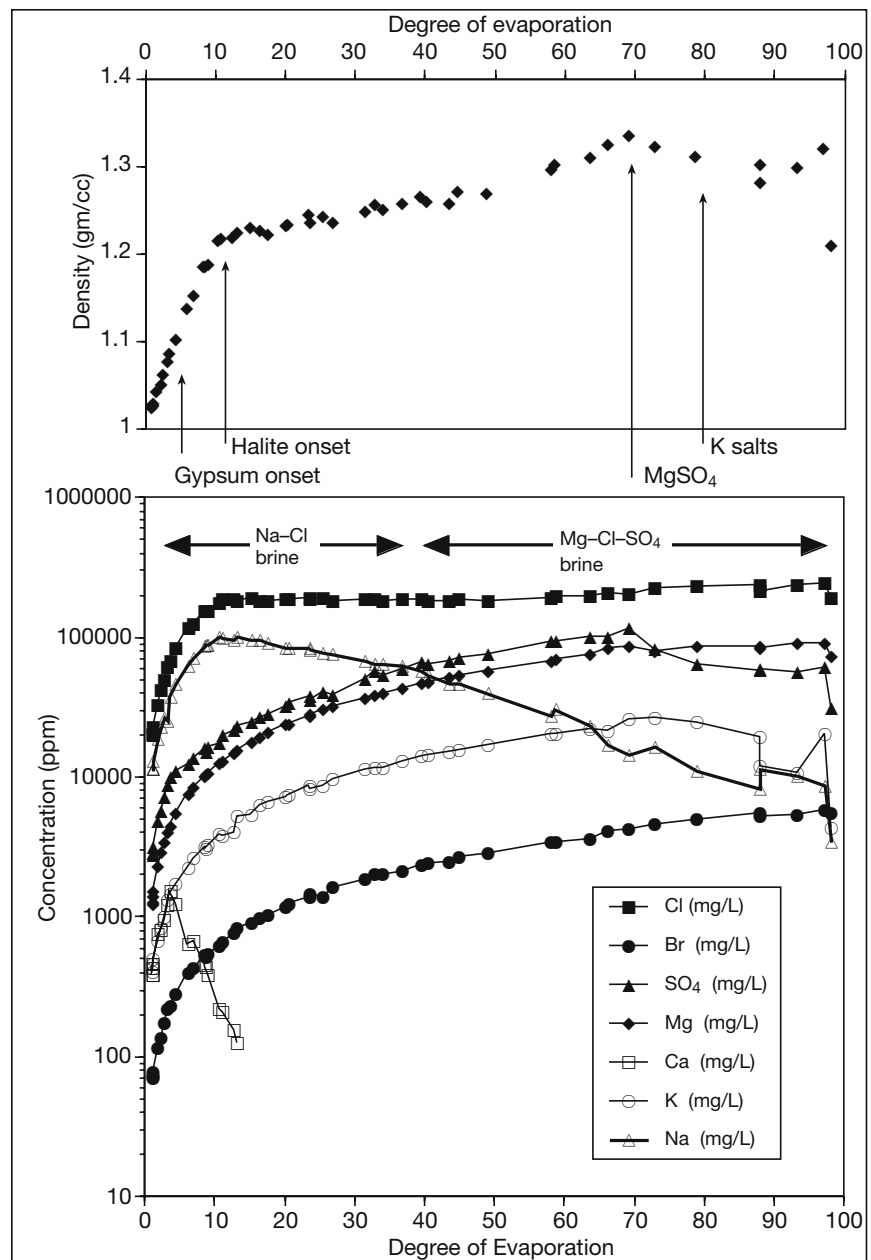 Degree of evaporation
0 10 20 30 40 50 60 70 80 90 100
1.4
1.3
1.2
1.1
1
Density (gm/cc)
Halite onset
K salts
Gypsum onset
MgSO₄
1000000
100000
10000
1000
100
10
Concentration (ppm)
Na–Cl
brine
Mg–Cl–SO₄
brine
Cl (mg/L)
Br (mg/L)
SO₄ (mg/L)
Mg (mg/L)
Ca (mg/L)
K (mg/L)
Na (mg/L)
0 10 20 30 40 50 60 70 80 90 100
Degree of Evaporation